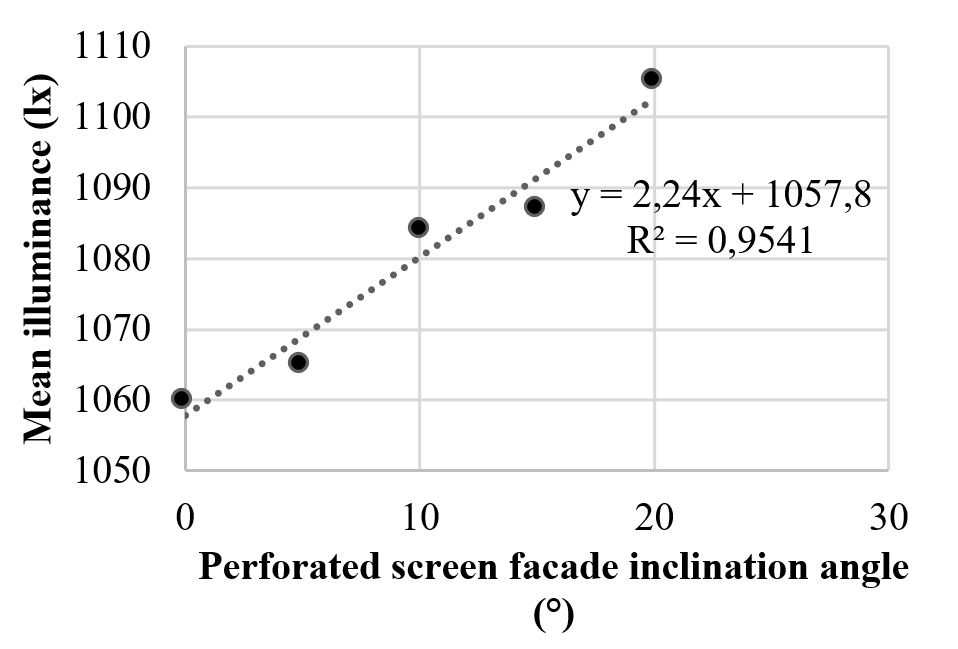 1110
1100
1090
1080
1070
1060
1050
Mean illuminance (lx)
y = 2,24x + 1057,8
R² = 0,9541
0 10 20 30
Perforated screen facade inclination angle
(°)